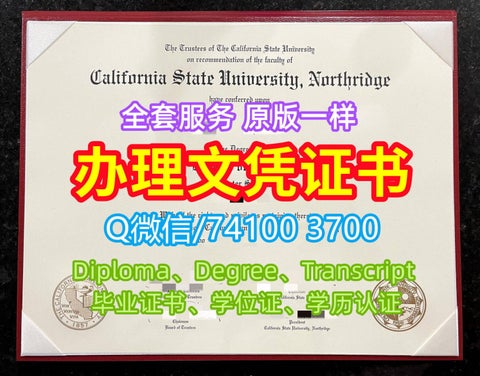 The Trustees of The California State University
on recommendation of the faculty of
California State University, Northridge
have conferred upon
全套服务 原版一样
办理文凭证书
Q微信/74100 3700
Diploma、Degree、Transcript
毕业证书、学位证、学历认证
Chairman
Board of Trustees
President
California State University, Northridge